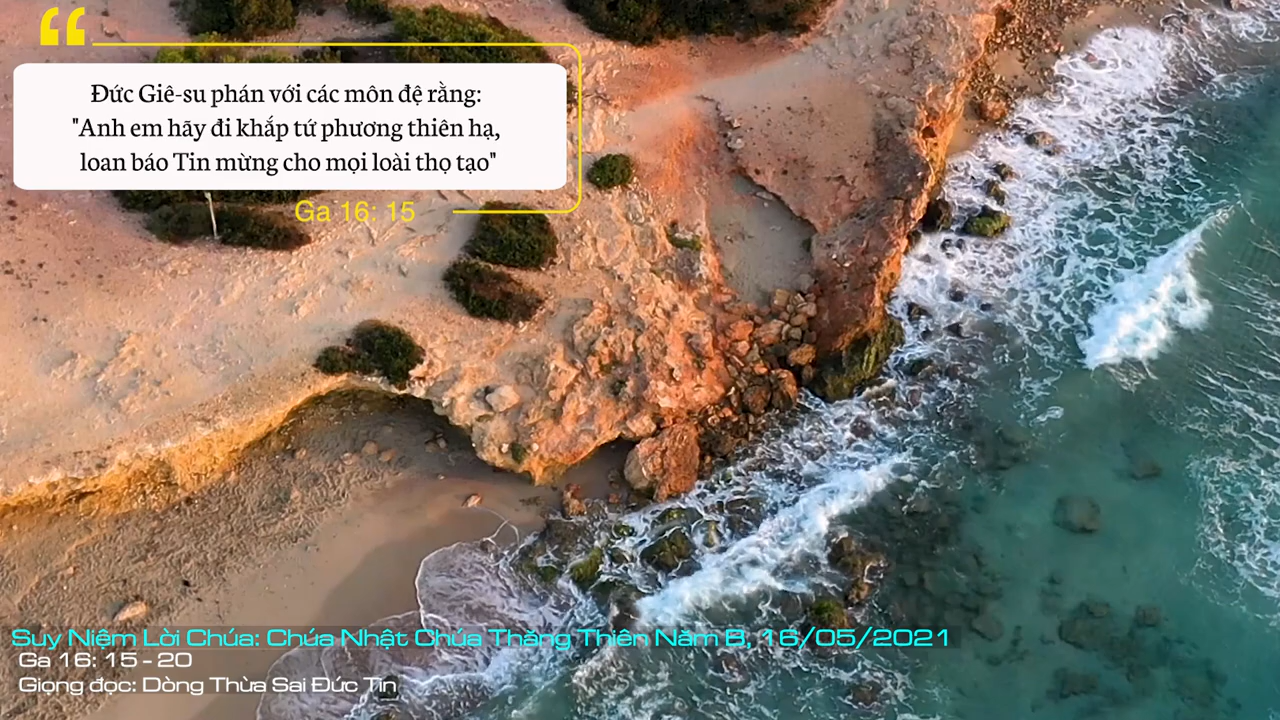 “
Đức Giê-su phán với các môn đệ rằng:
"Anh em hãy đi khắp tứ phương thiên hạ,
loan báo Tin mừng cho mọi loài thọ tạo"
Ga 16: 15
Suy Niệm Lời Chúa: Chúa Nhật Chúa Thăng Thiên Năm B, 16/05/2021
Ga 16: 15 - 20
Giọng đọc: Dòng Thừa Sai Đức Tin